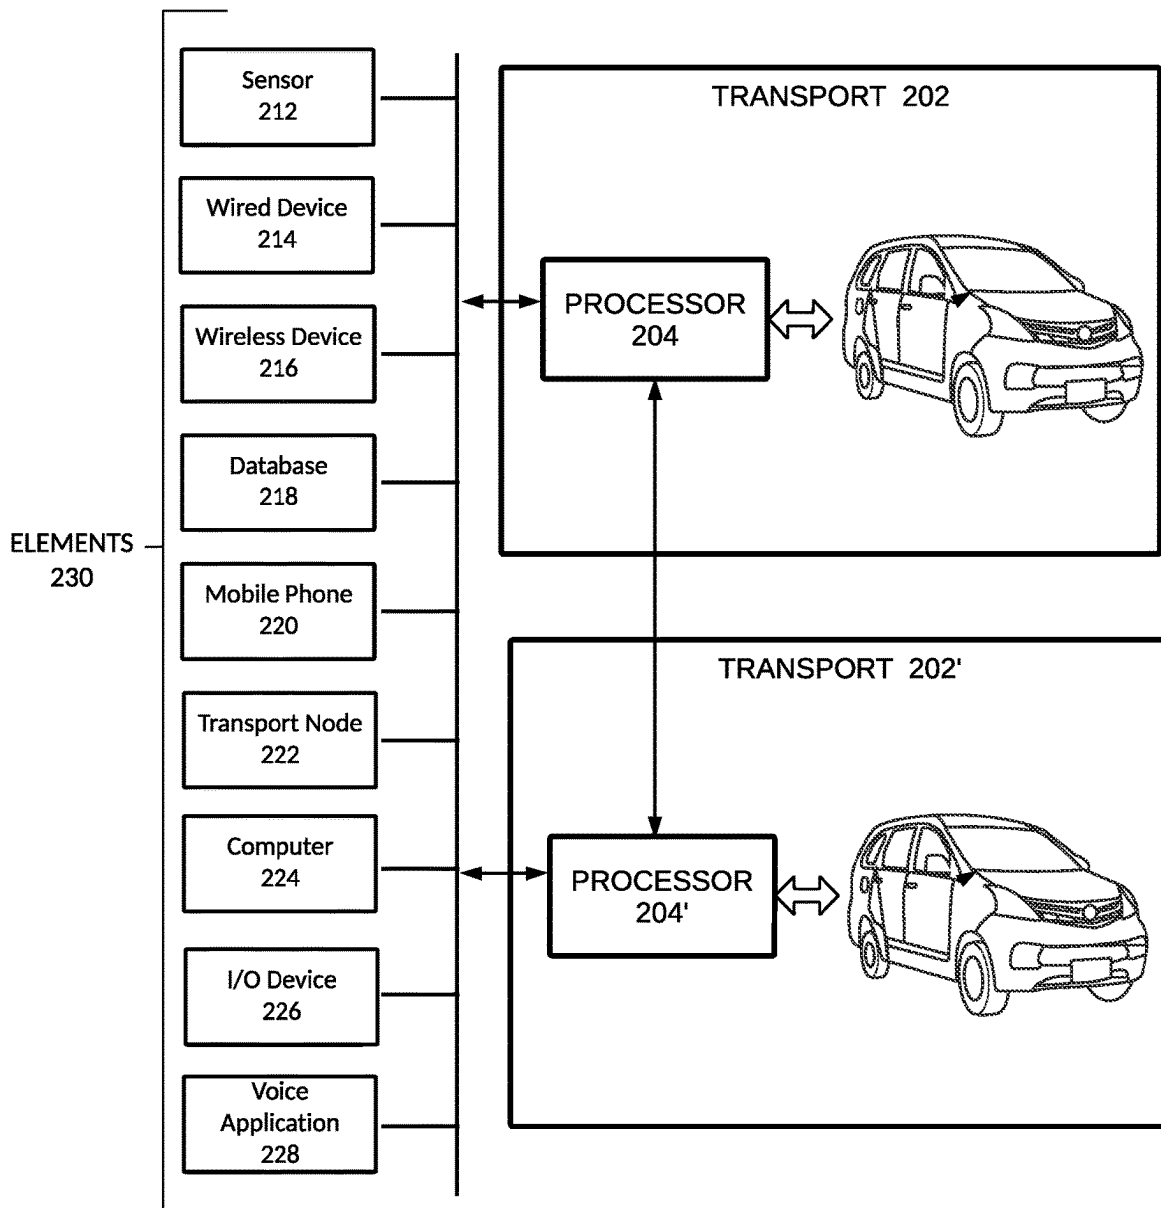 ELEMENTS
230
Sensor
212
Wired Device
214
Wireless Device
216
Database
218
Mobile Phone
220
Transport Node
222
Computer
224
I/O Device
226
Voice
Application
228
TRANSPORT 202
PROCESSOR
204
TRANSPORT 202'
PROCESSOR
204'